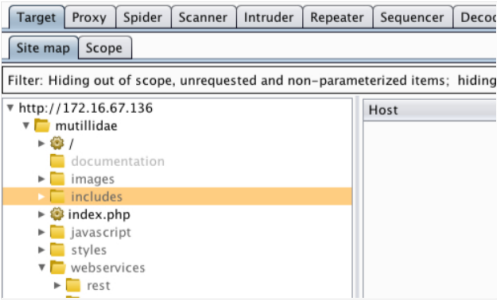 Target Proxy Spider Scanner Intruder Repeater Sequencer
Site map Scope
Filter: Hiding out of scope, unrequested and non-parameterized items; hiding
http://172.16.67.136
Host
mutillidae
/
documentation
images
includes
index.php
javascript
styles
webservices
rest